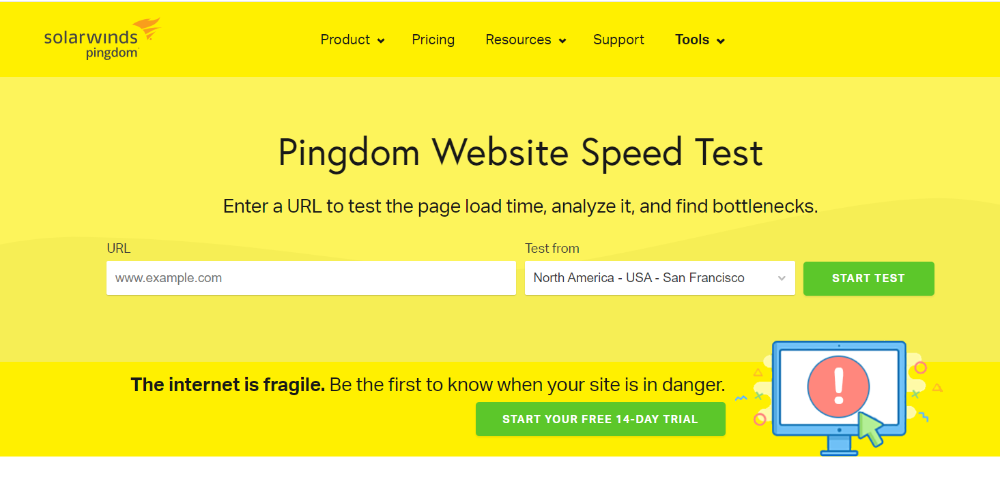 solarwinds
pingdom
Product
Pricing
Resources
Support
Tools
Pingdom Website Speed Test
Enter a URL to test the page load time, analyze it, and find bottlenecks.
URL
Test from
www.example.com
North America - USA - San Francisco
START TEST
The internet is fragile. Be the first to know when your site is in danger.
START YOUR FREE 14-DAY TRIAL
!